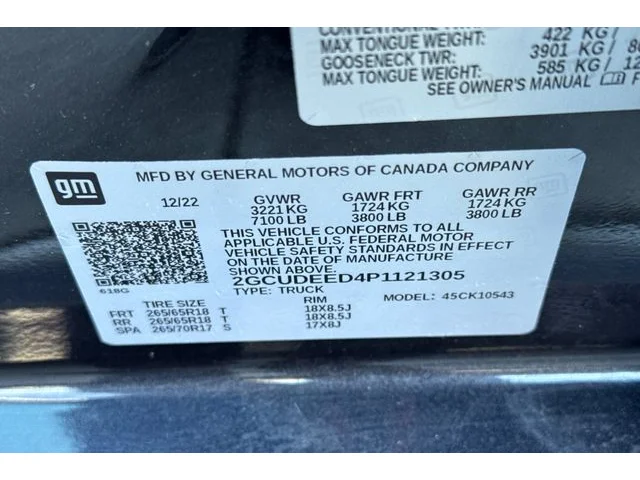 CONVENTIONAL TWR:
MAX TONGUE WEIGHT: 422 KG/
GOOSENECK TWR: 3901 KG/ 86
MAX TONGUE WEIGHT: 585 KG/ 12
SEE OWNER'S MANUAL F
gm
MFD BY GENERAL MOTORS OF CANADA COMPANY
12/22 GVWR GAWR FRT GAWR RR
3221 KG 1724 KG 1724 KG
7100 LB 3800 LB 3800 LB
THIS VEHICLE CONFORMS TO ALL
APPLICABLE U.S. FEDERAL MOTOR
VEHICLE SAFETY STANDARDS IN EFFECT
ON THE DATE OF MANUFACTURE
SHOWN ABOVE.
2GCUDEED4P1121305
618G TYPE: TRUCK MODEL: 4SCK10543
TIRE SIZE RIM
FRT 265/65R18 T 18X8.5J
RR 265/65R18 T 18X8.5J
SPA 265/70R17 S 17X8J